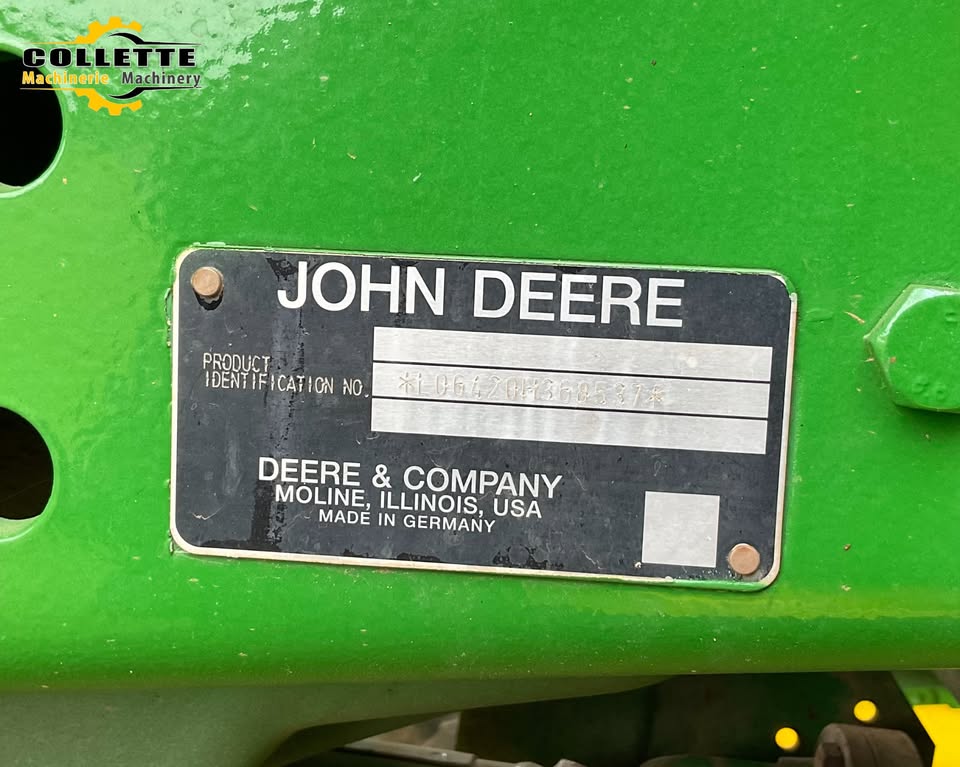 COLLETTE
Machinerie Machinery
JOHN DEERE
PRODUCT
IDENTIFICATION NO.
DEERE & COMPANY
MOLINE, ILLINOIS, USA
MADE IN GERMANY